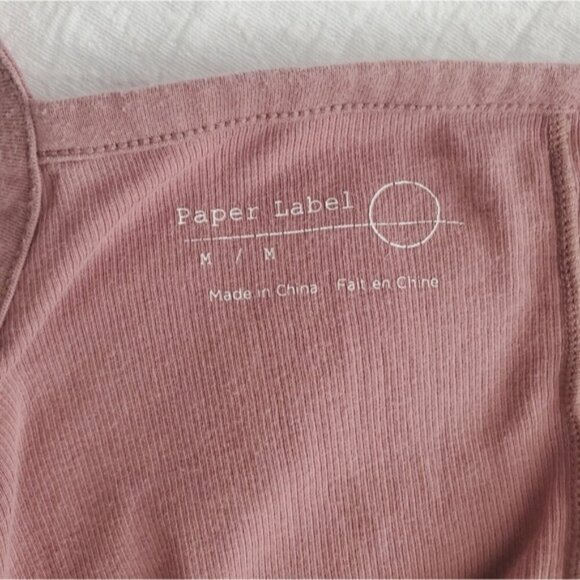 Paper Label
M / M
Made in China Fait en Chine